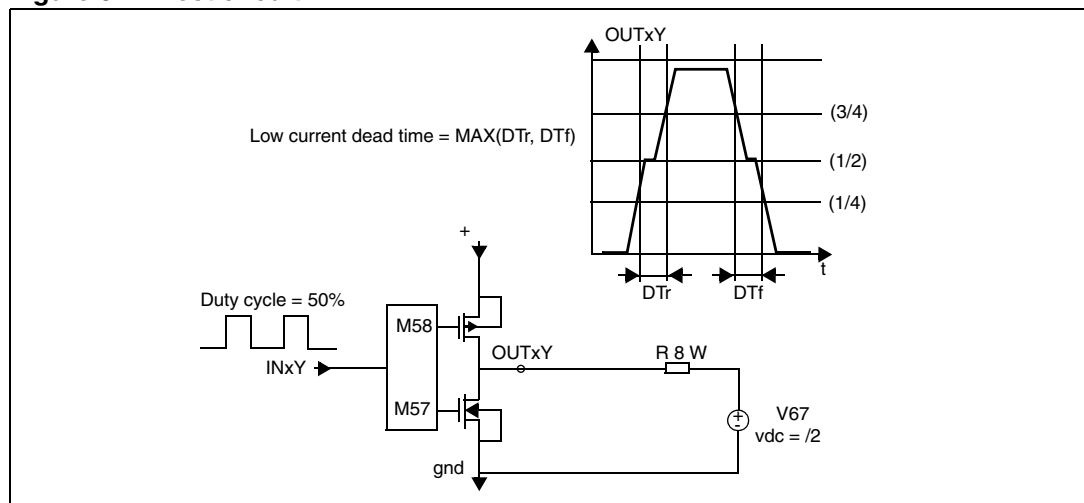 OUTxY
(3/4)
Low current dead time = MAX(DTr, DTf)
(1/2)
(1/4)
+
t
DTr
DTf
Duty cycle = 50%
M58
OUTxY
R 8 W
INxY
M57
V67
+
-
vdc = /2
gnd